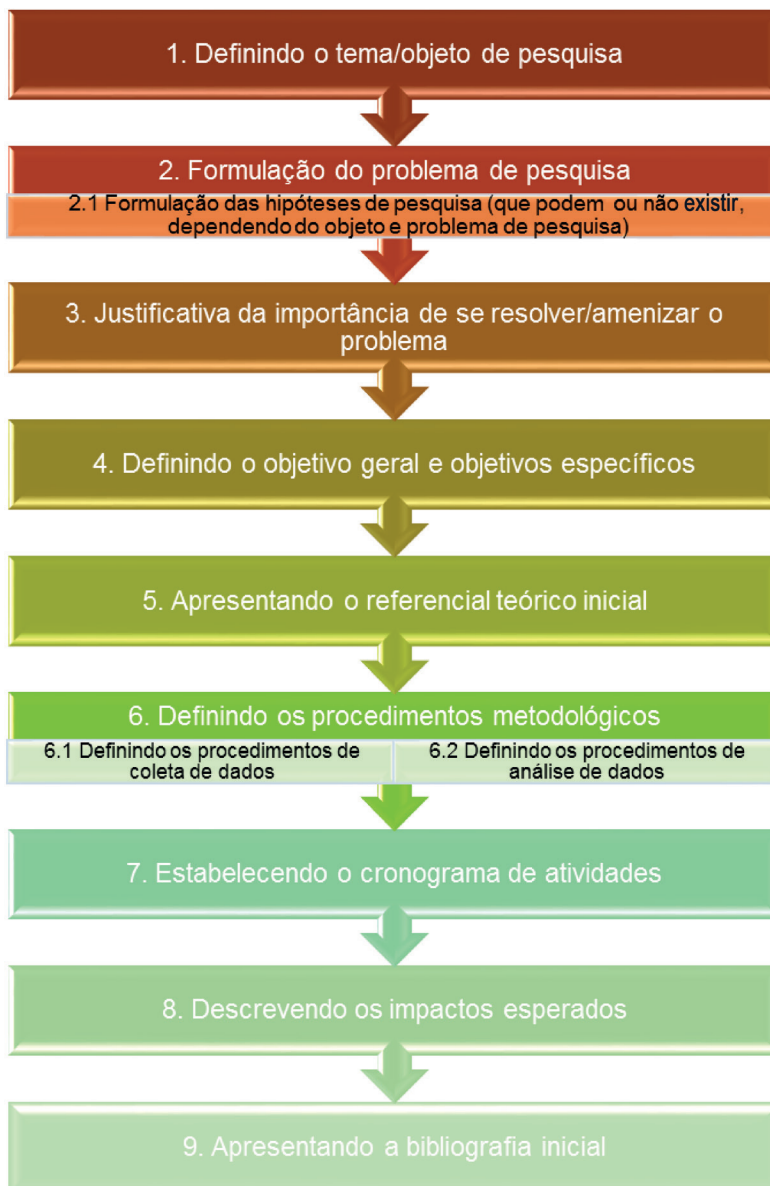 1. Definindo o tema/objeto de pesquisa
2. Formulação do problema de pesquisa
2.1 Formulação das hipóteses de pesquisa (que podem ou não existir,
dependendo do objeto e problema de pesquisa)
3. Justificativa da importância de se resolver/amenizar o
problema
4. Definindo o objetivo geral e objetivos específicos
5. Apresentando o referencial teórico inicial
6. Definindo os procedimentos metodológicos
6.1 Definindo os procedimentos de
coleta de dados
6.2 Definindo os procedimentos de
análise de dados
7. Estabelecendo o cronograma de atividades
8. Descrevendo os impactos esperados
9. Apresentando a bibliografia inicial